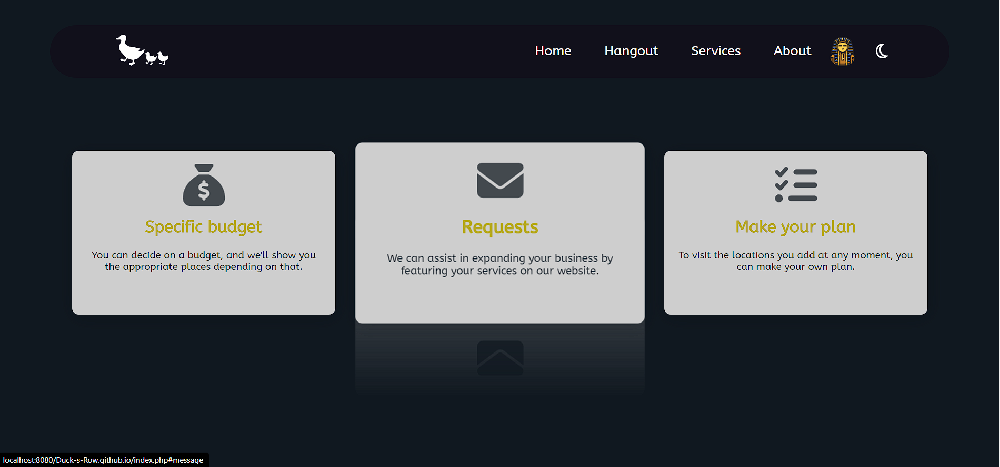 Home Hangout Services About
$
Specific budget
You can decide on a budget, and we'll show you
the appropriate places depending on that.
Requests
We can assist in expanding your business by
featuring your services on our website.
Make your plan
To visit the locations you add at any moment, you
can make your own plan.
localhost:8080/Duck-s-Row.github.io/index.php#message